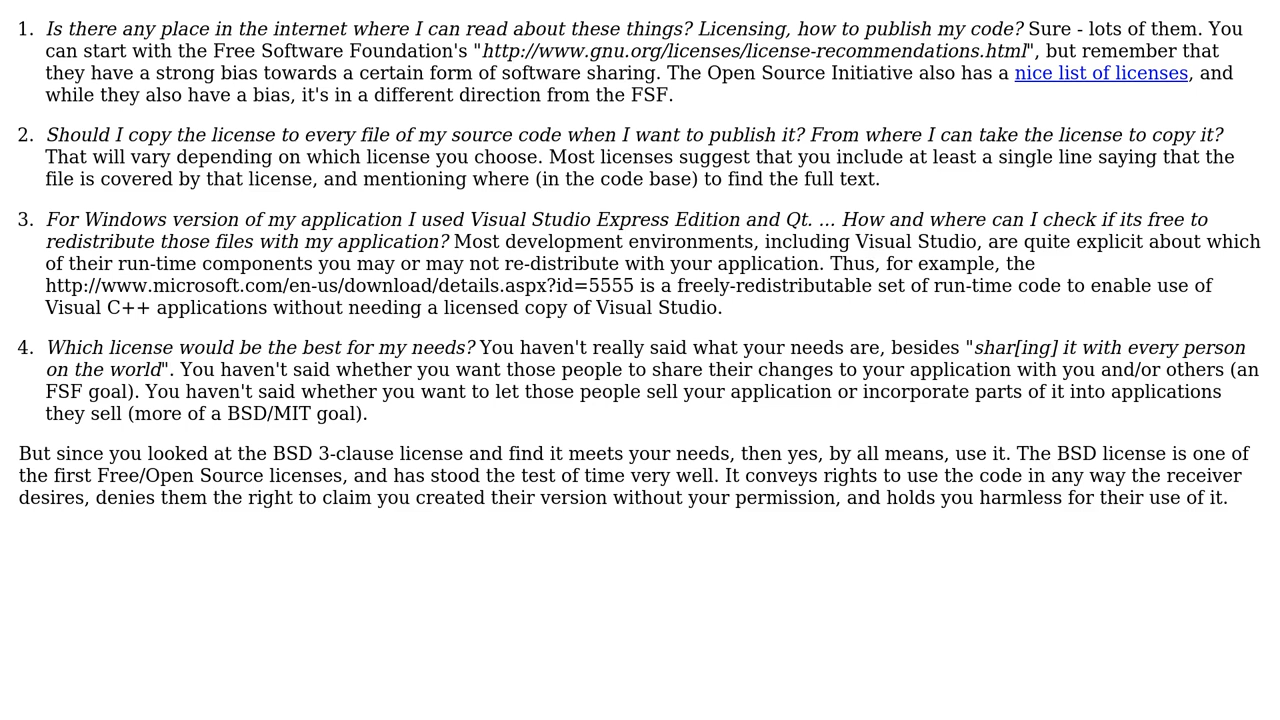 1. Is there any place in the internet where I can read about these things? Licensing, how to publish my code? Sure - lots of them. You
can start with the Free Software Foundation's "http://www.gnu.org/licenses/license-recommendations.html", but remember that
they have a strong bias towards a certain form of software sharing. The Open Source Initiative also has a nice list of licenses, and
while they also have a bias, it's in a different direction from the FSF.
2. Should I copy the license to every file of my source code when I want to publish it? From where I can take the license to copy it?
That will vary depending on which license you choose. Most licenses suggest that you include at least a single line saying that the
file is covered by that license, and mentioning where (in the code base) to find the full text.
3. For Windows version of my application I used Visual Studio Express Edition and Qt. ... How and where can I check if its free to
redistribute those files with my application? Most development environments, including Visual Studio, are quite explicit about which
of their run-time components you may or may not re-distribute with your application. Thus, for example, the
http://www.microsoft.com/en-us/download/details.aspx?id=5555 is a freely-redistributable set of run-time code to enable use of
Visual C++ applications without needing a licensed copy of Visual Studio.
4. Which license would be the best for my needs? You haven't really said what your needs are, besides "shar[ing] it with every person
on the world". You haven't said whether you want those people to share their changes to your application with you and/or others (an
FSF goal). You haven't said whether you want to let those people sell your application or incorporate parts of it into applications
they sell (more of a BSD/MIT goal).
But since you looked at the BSD 3-clause license and find it meets your needs, then yes, by all means, use it. The BSD license is one of
the first Free/Open Source licenses, and has stood the test of time very well. It conveys rights to use the code in any way the receiver
desires, denies them the right to claim you created their version without your permission, and holds you harmless for their use of it.